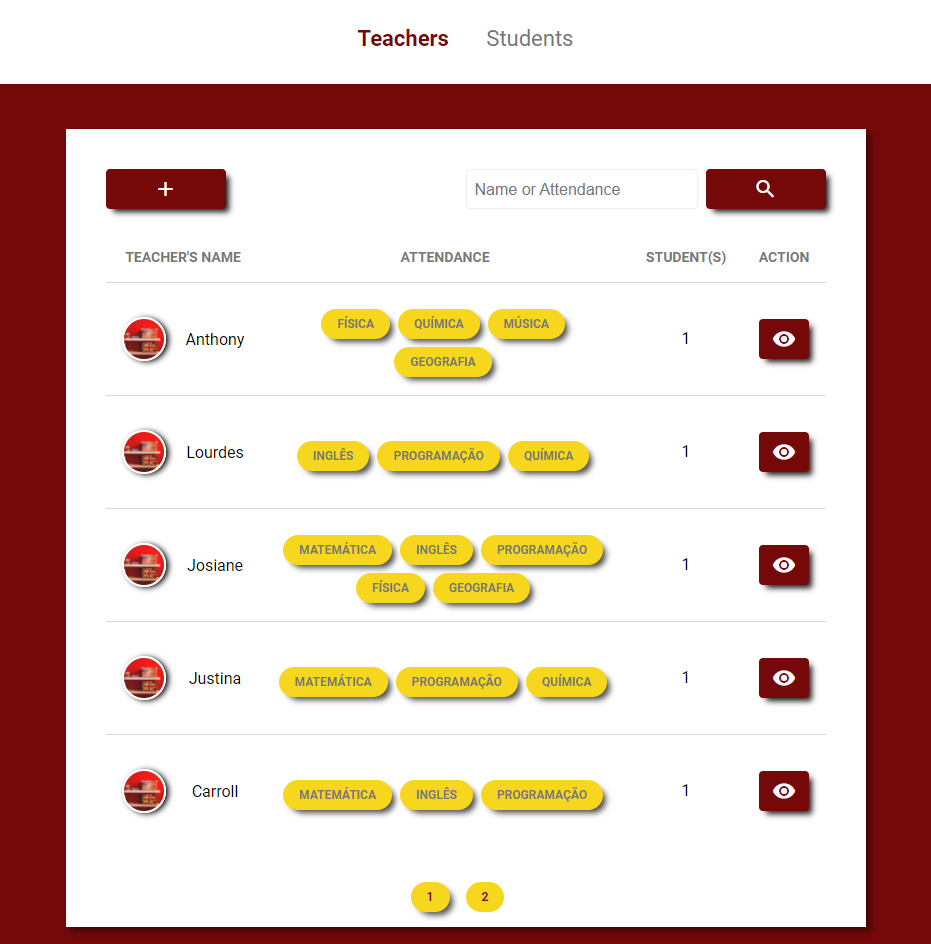 Teachers Students
+ Name or Attendance
TEACHER'S NAME ATTENDANCE STUDENT(S) ACTION
FÍSICA QUÍMICA MÚSICA
Anthony 1
GEOGRAFIA
Lourdes INGLÊS PROGRAMAÇÃO QUÍMICA 1
MATEMÁTICA INGLÊS PROGRAMAÇÃO
Josiane 1
FÍSICA GEOGRAFIA
Justina MATEMÁTICA PROGRAMAÇÃO QUÍMICA 1
Carroll MATEMÁTICA INGLÊS PROGRAMAÇÃO 1
1 2